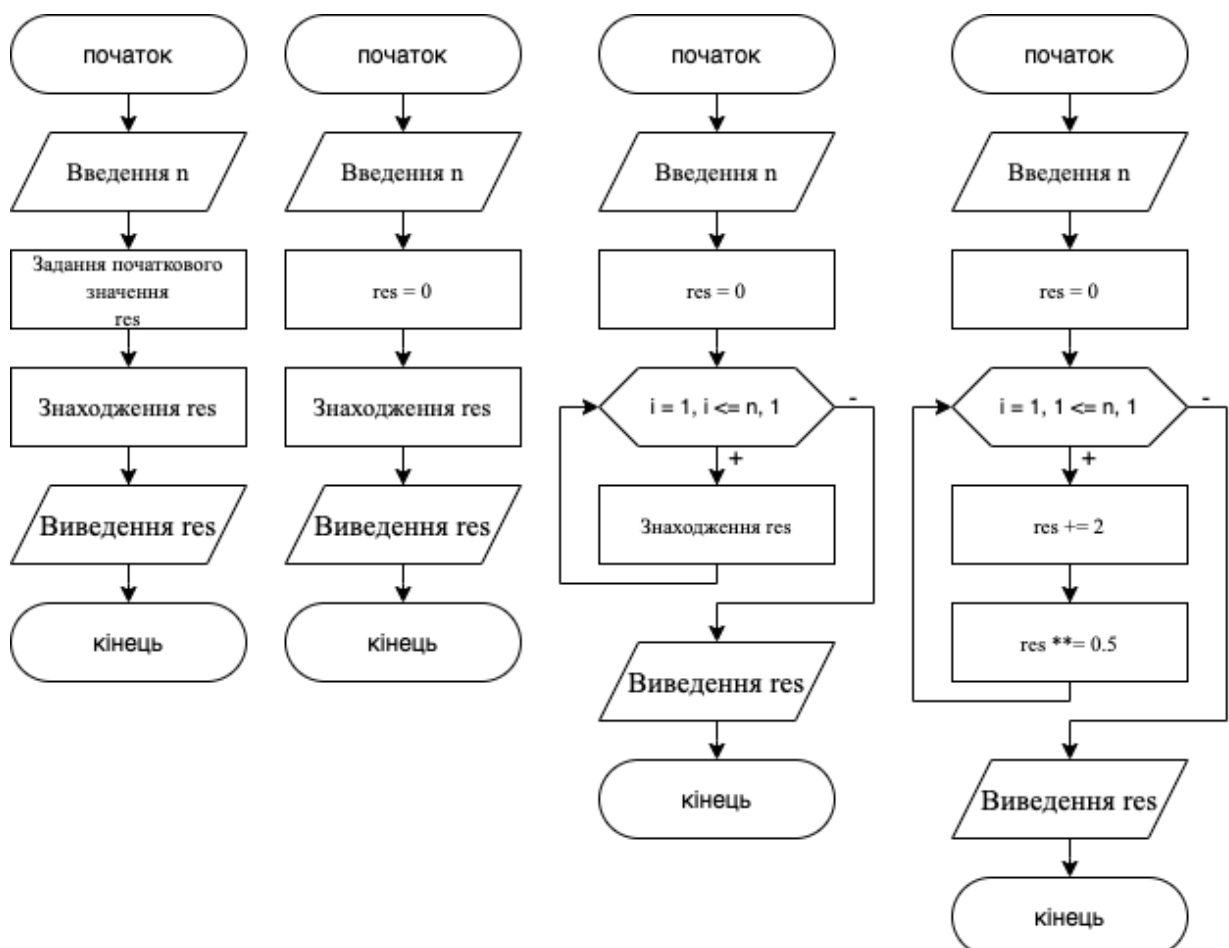 початок
Введення n
Задання початкового
значення
res
Знаходження res
Виведення res
кінець
початок
Введення n
res = 0
Знаходження res
Виведення res
кінець
початок
Введення n
res = 0
i = 1, i <= n, 1
-
+
Знаходження res
Виведення res
кінець
початок
Введення n
res = 0
i = 1, 1 <= n, 1
-
+
res += 2
res **= 0.5
Виведення res
кінець